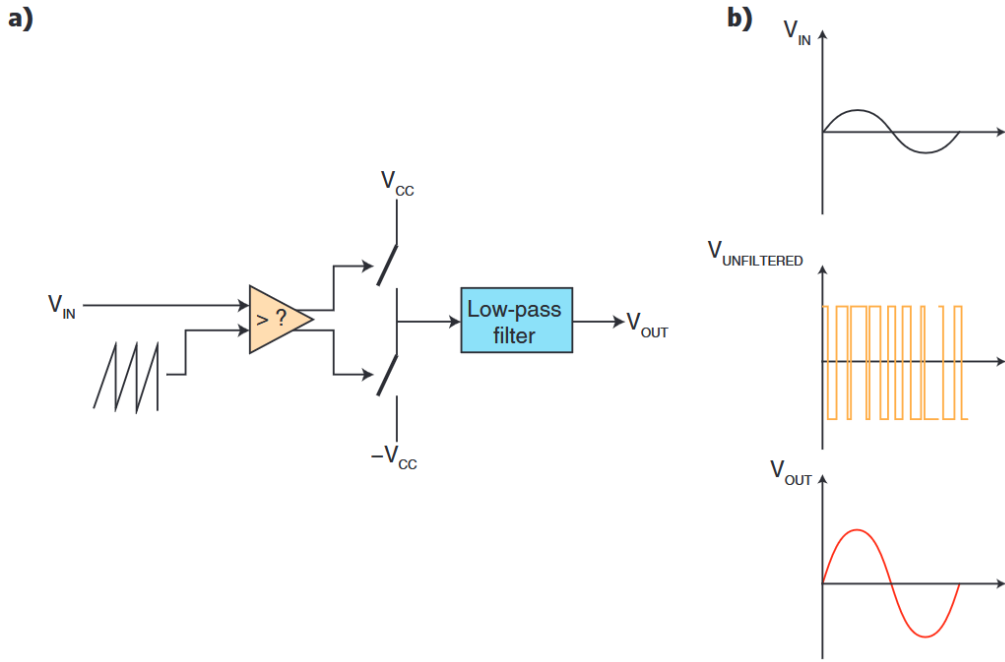 a)
V_CC
V_IN
> ?
Low-pass
filter
V_OUT
−V_CC
b)
V_IN
V_UNFILTERED
V_OUT